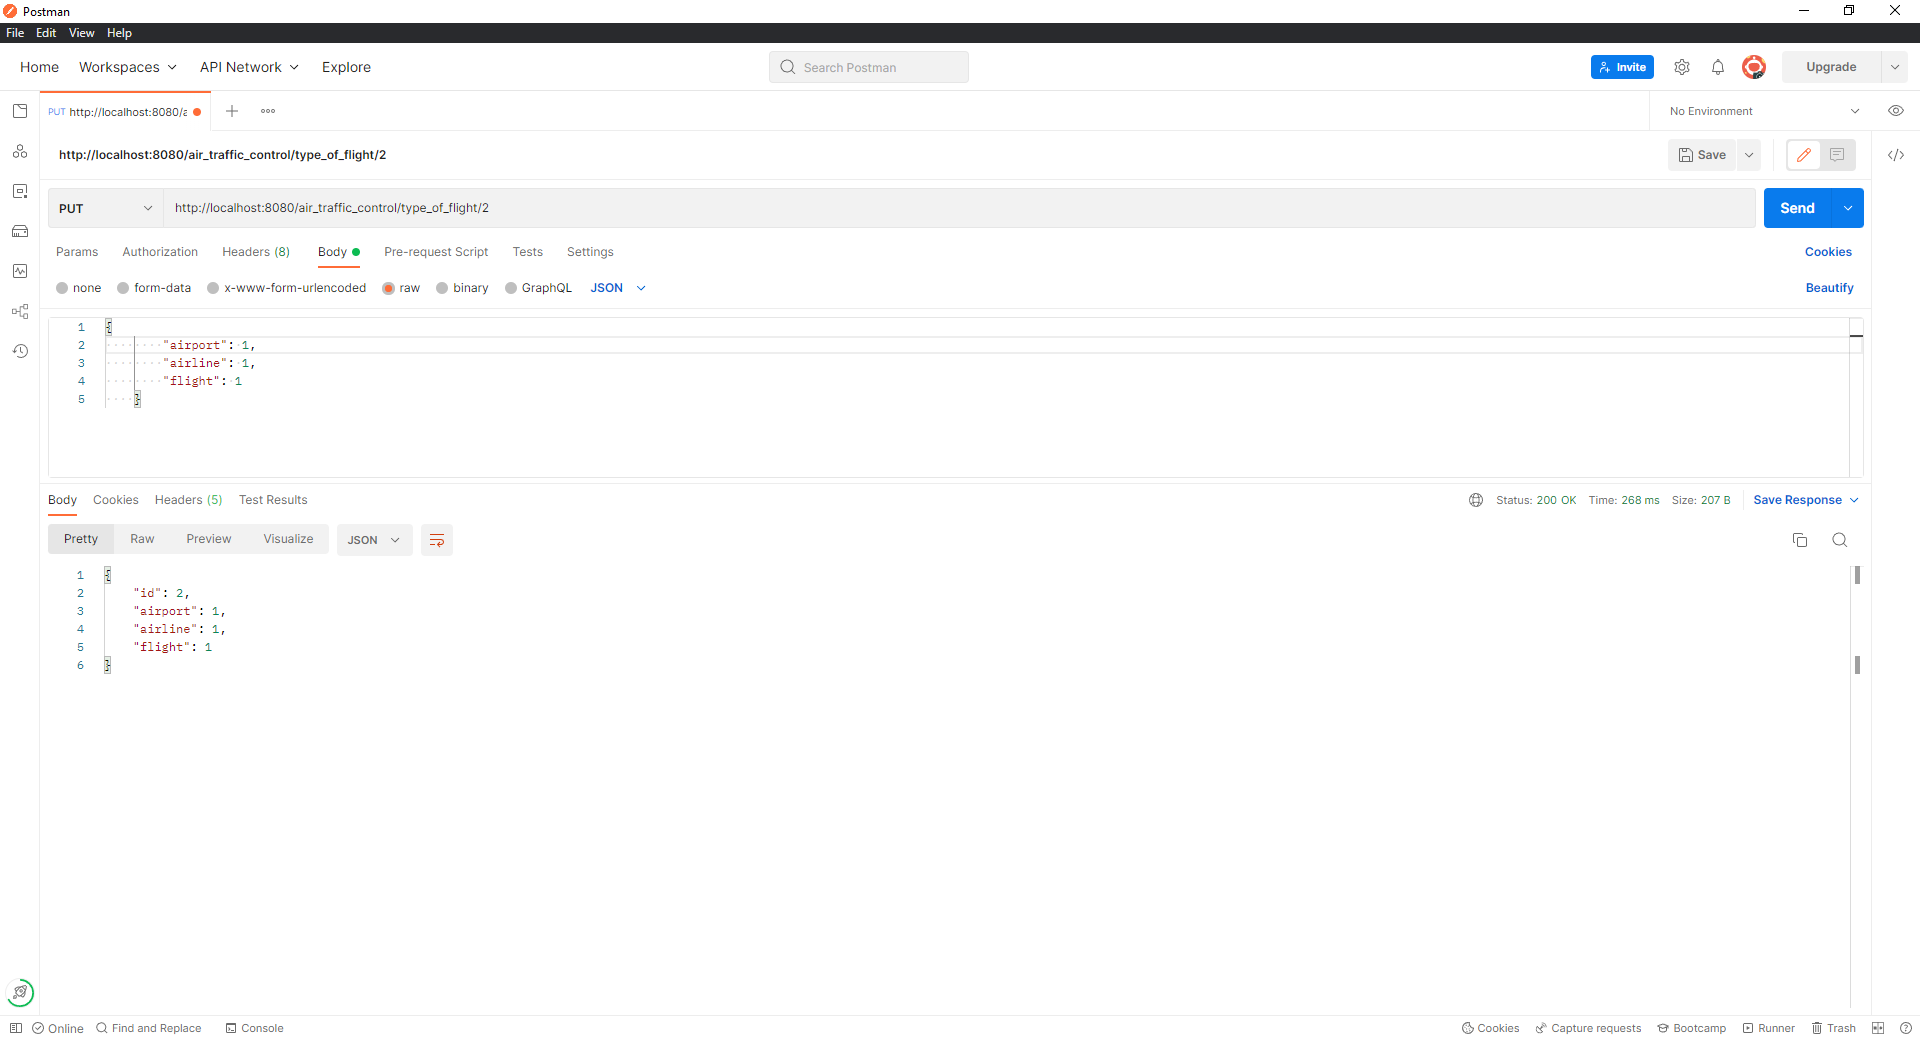 Postman
File Edit View Help
Home Workspaces API Network Explore Search Postman Invite Upgrade
PUT http://localhost:8080/a No Environment
http://localhost:8080/air_traffic_control/type_of_flight/2 Save
PUT http://localhost:8080/air_traffic_control/type_of_flight/2 Send
Params Authorization Headers (8) Body Pre-request Script Tests Settings Cookies
none form-data x-www-form-urlencoded raw binary GraphQL JSON Beautify
1 {
2 "airport": 1,
3 "airline": 1,
4 "flight": 1
5 }
Body Cookies Headers (5) Test Results Status: 200 OK Time: 268 ms Size: 207 B Save Response
Pretty Raw Preview Visualize JSON
1 {
2 "id": 2,
3 "airport": 1,
4 "airline": 1,
5 "flight": 1
6 }
Online Find and Replace Console Cookies Capture requests Bootcamp Runner Trash